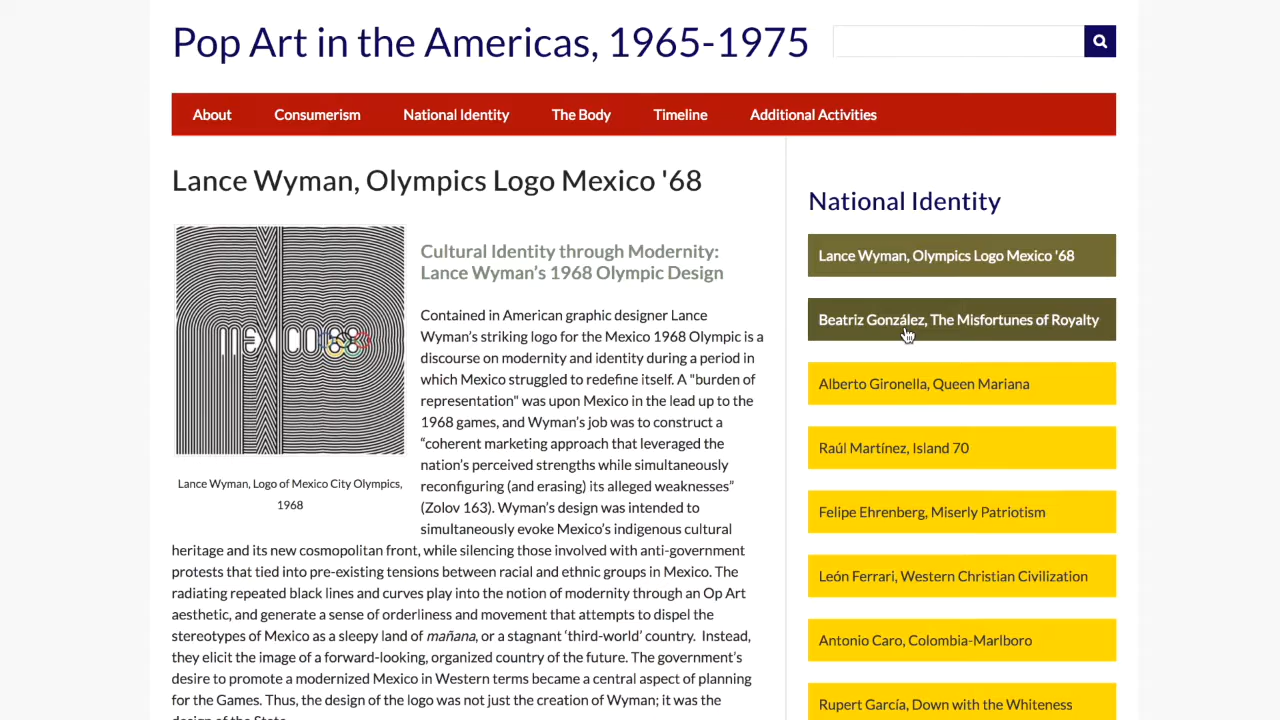 Pop Art in the Americas, 1965-1975
About Consumerism National Identity The Body Timeline Additional Activities
Lance Wyman, Olympics Logo Mexico '68
MEXICO68
Lance Wyman, Logo of Mexico City Olympics,
1968
Cultural Identity through Modernity:
Lance Wyman’s 1968 Olympic Design
Contained in American graphic designer Lance
Wyman’s striking logo for the Mexico 1968 Olympic is a
discourse on modernity and identity during a period in
which Mexico struggled to redefine itself. A "burden of
representation" was upon Mexico in the lead up to the
1968 games, and Wyman’s job was to construct a
“coherent marketing approach that leveraged the
nation’s perceived strengths while simultaneously
reconfiguring (and erasing) its alleged weaknesses”
(Zolov 163). Wyman’s design was intended to
simultaneously evoke Mexico’s indigenous cultural
heritage and its new cosmopolitan front, while silencing those involved with anti-government
protests that tied into pre-existing tensions between racial and ethnic groups in Mexico. The
radiating repeated black lines and curves play into the notion of modernity through an Op Art
aesthetic, and generate a sense of orderliness and movement that attempts to dispel the
stereotypes of Mexico as a sleepy land of mañana, or a stagnant ‘third-world’ country. Instead,
they elicit the image of a forward-looking, organized country of the future. The government’s
desire to promote a modernized Mexico in Western terms became a central aspect of planning
for the Games. Thus, the design of the logo was not just the creation of Wyman; it was the
design of the State.
National Identity
Lance Wyman, Olympics Logo Mexico '68
Beatriz González, The Misfortunes of Royalty
Alberto Gironella, Queen Mariana
Raúl Martínez, Island 70
Felipe Ehrenberg, Miserly Patriotism
León Ferrari, Western Christian Civilization
Antonio Caro, Colombia-Marlboro
Rupert García, Down with the Whiteness